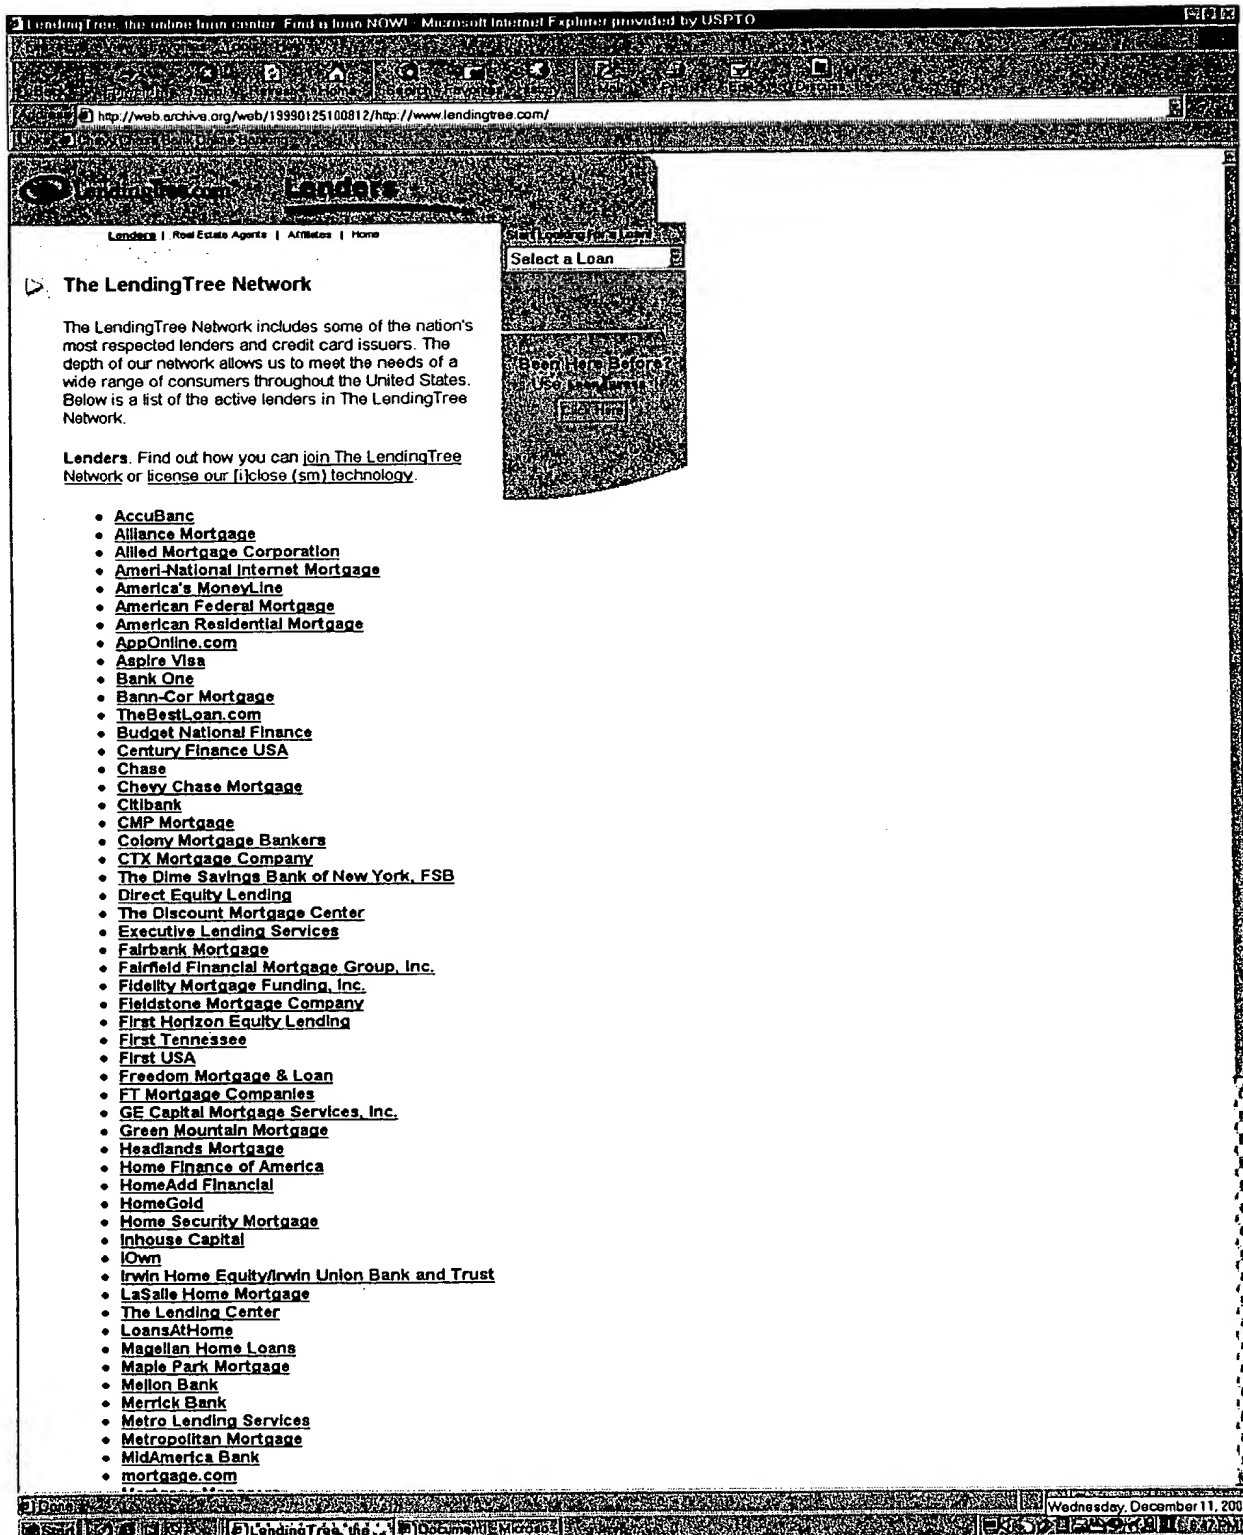 LendingTree, the online loan center. Find a loan NOW! - Microsoft Internet Explorer provided by USPTO
http://web.archive.org/web/19990125100812/http://www.lendingtree.com/
LendingTree.com Lenders
Lenders | Real Estate Agents | Affiliates | Home
Start Looking For a Loan!
Select a Loan
The LendingTree Network
The LendingTree Network includes some of the nation's
most respected lenders and credit card issuers. The
depth of our network allows us to meet the needs of a
wide range of consumers throughout the United States.
Below is a list of the active lenders in The LendingTree
Network.
Been Here Before?
Use
Click Here
Lenders. Find out how you can join The LendingTree
Network or license our [i]close (sm) technology.
• AccuBanc
• Alliance Mortgage
• Allied Mortgage Corporation
• Ameri-National Internet Mortgage
• America's MoneyLine
• American Federal Mortgage
• American Residential Mortgage
• AppOnline.com
• Aspire Visa
• Bank One
• Bann-Cor Mortgage
• TheBestLoan.com
• Budget National Finance
• Century Finance USA
• Chase
• Chevy Chase Mortgage
• Citibank
• CMP Mortgage
• Colony Mortgage Bankers
• CTX Mortgage Company
• The Dime Savings Bank of New York, FSB
• Direct Equity Lending
• The Discount Mortgage Center
• Executive Lending Services
• Fairbank Mortgage
• Fairfield Financial Mortgage Group, Inc.
• Fidelity Mortgage Funding, Inc.
• Fieldstone Mortgage Company
• First Horizon Equity Lending
• First Tennessee
• First USA
• Freedom Mortgage & Loan
• FT Mortgage Companies
• GE Capital Mortgage Services, Inc.
• Green Mountain Mortgage
• Headlands Mortgage
• Home Finance of America
• HomeAdd Financial
• HomeGold
• Home Security Mortgage
• Inhouse Capital
• IOwn
• Irwin Home Equity/Irwin Union Bank and Trust
• LaSalle Home Mortgage
• The Lending Center
• LoansAtHome
• Magellan Home Loans
• Maple Park Mortgage
• Mellon Bank
• Merrick Bank
• Metro Lending Services
• Metropolitan Mortgage
• MidAmerica Bank
• mortgage.com
Done
Wednesday, December 11, 200
Start LendingTree, the